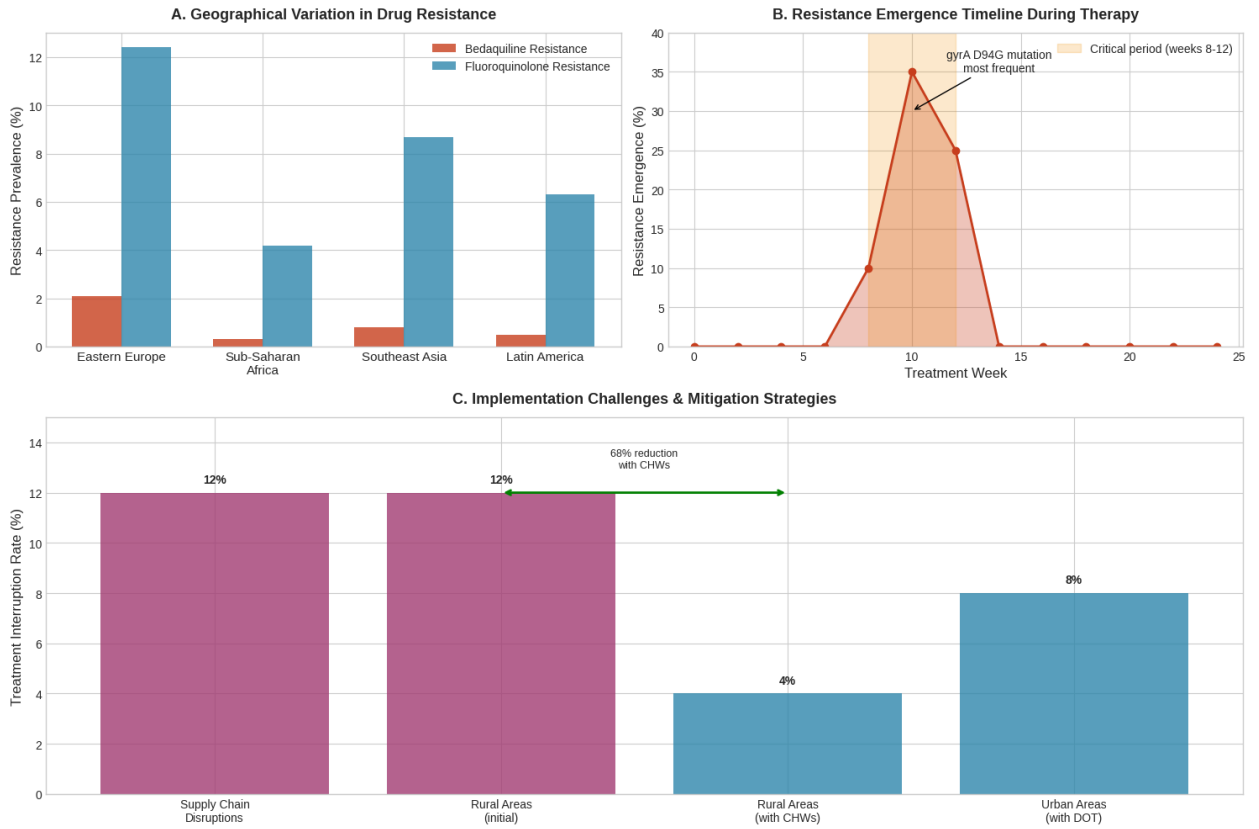 A. Geographical Variation in Drug Resistance
Resistance Prevalence (%)
12
10
8
6
4
2
0
Bedaquiline Resistance
Fluoroquinolone Resistance
Eastern Europe
Sub-Saharan
Africa
Southeast Asia
Latin America
B. Resistance Emergence Timeline During Therapy
Resistance Emergence (%)
40
35
30
25
20
15
10
5
0
gyrA D94G mutation
most frequent
Critical period (weeks 8-12)
0
5
10
15
20
25
Treatment Week
C. Implementation Challenges & Mitigation Strategies
Treatment Interruption Rate (%)
14
12
10
8
6
4
2
0
12%
12%
68% reduction
with CHWs
4%
8%
Supply Chain
Disruptions
Rural Areas
(initial)
Rural Areas
(with CHWs)
Urban Areas
(with DOT)